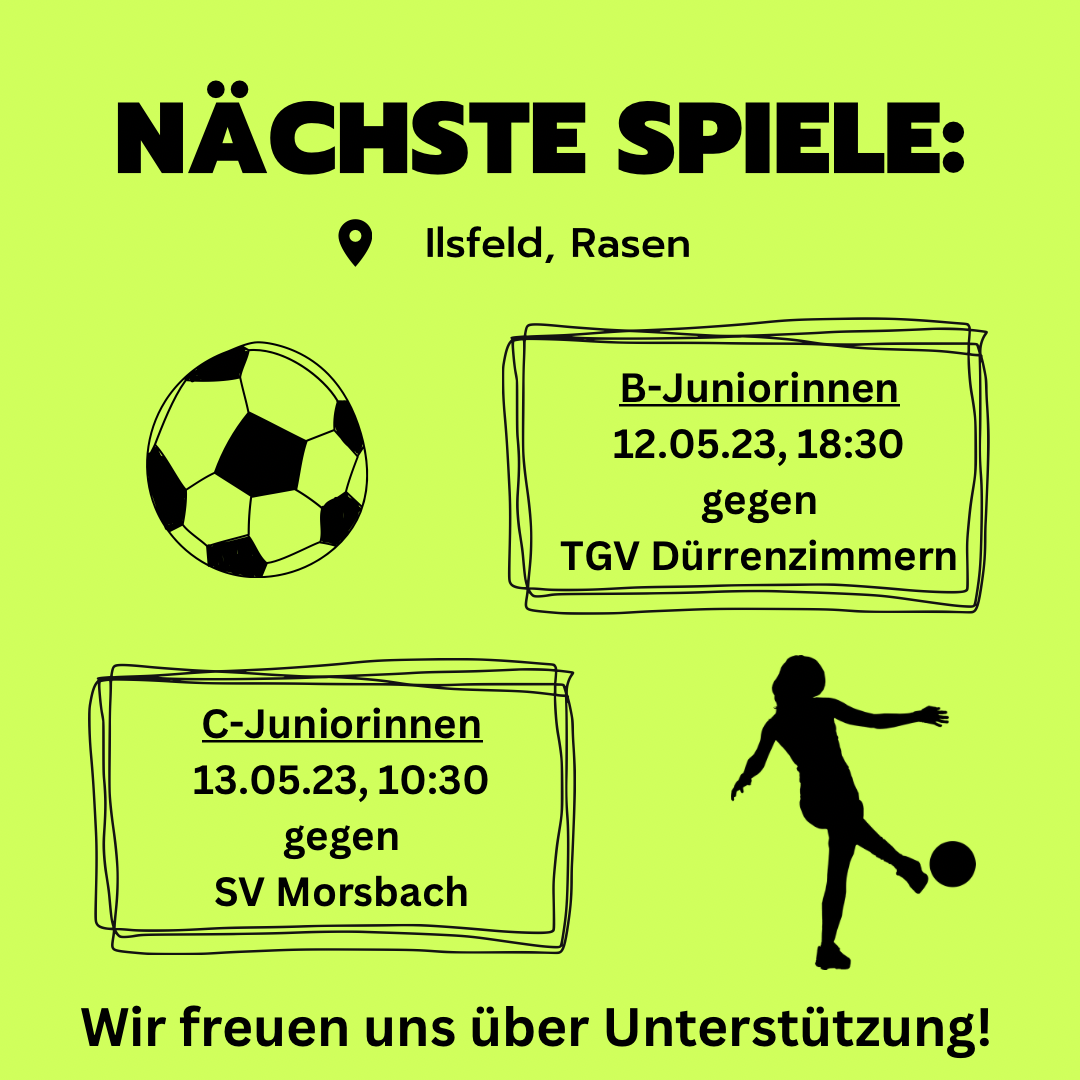 NÄCHSTE SPIELE:
Ilsfeld, Rasen
B-Juniorinnen
12.05.23, 18:30
gegen
TGV Dürrenzimmern
C-Juniorinnen
13.05.23, 10:30
gegen
SV Morsbach
Wir freuen uns über Unterstützung!